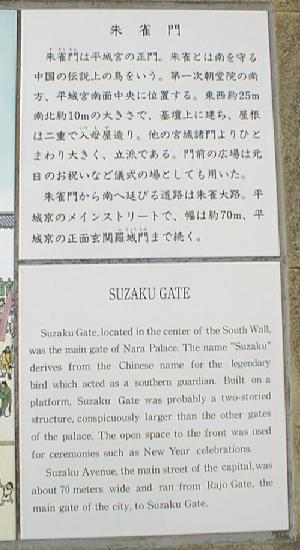 朱雀門
朱雀門は平城宮の正門。朱雀とは南を守る
中国の伝説上の鳥をいう。第一次朝堂院の南
方、平城宮南面中央に位置する。東西約25m
南北約10mの大きさで、基壇上に建ち、屋根
は二重で入母屋造り。他の宮城諸門よりひと
まわり大きく、立派である。門前の広場は元
日のお祝いなど儀式の場としても用いた。
朱雀門から南へ延びる道路は朱雀大路。平
城京のメインストリートで、幅は約70m、平
城京の正面玄関羅城門まで続く。
SUZAKU GATE
Suzaku Gate, located in the center of the South Wall,
was the main gate of Nara Palace. The name "Suzaku"
derives from the Chinese name for the legendary
bird which acted as a southern guardian. Built on a
platform, Suzaku Gate was probably a two-storied
structure, conspicuously larger than the other gates
of the palace. The open space to the front was used
for ceremonies such as New Year celebrations.
Suzaku Avenue, the main street of the capital, was
about 70 meters wide and ran from Rajo Gate, the
main gate of the city, to Suzaku Gate.